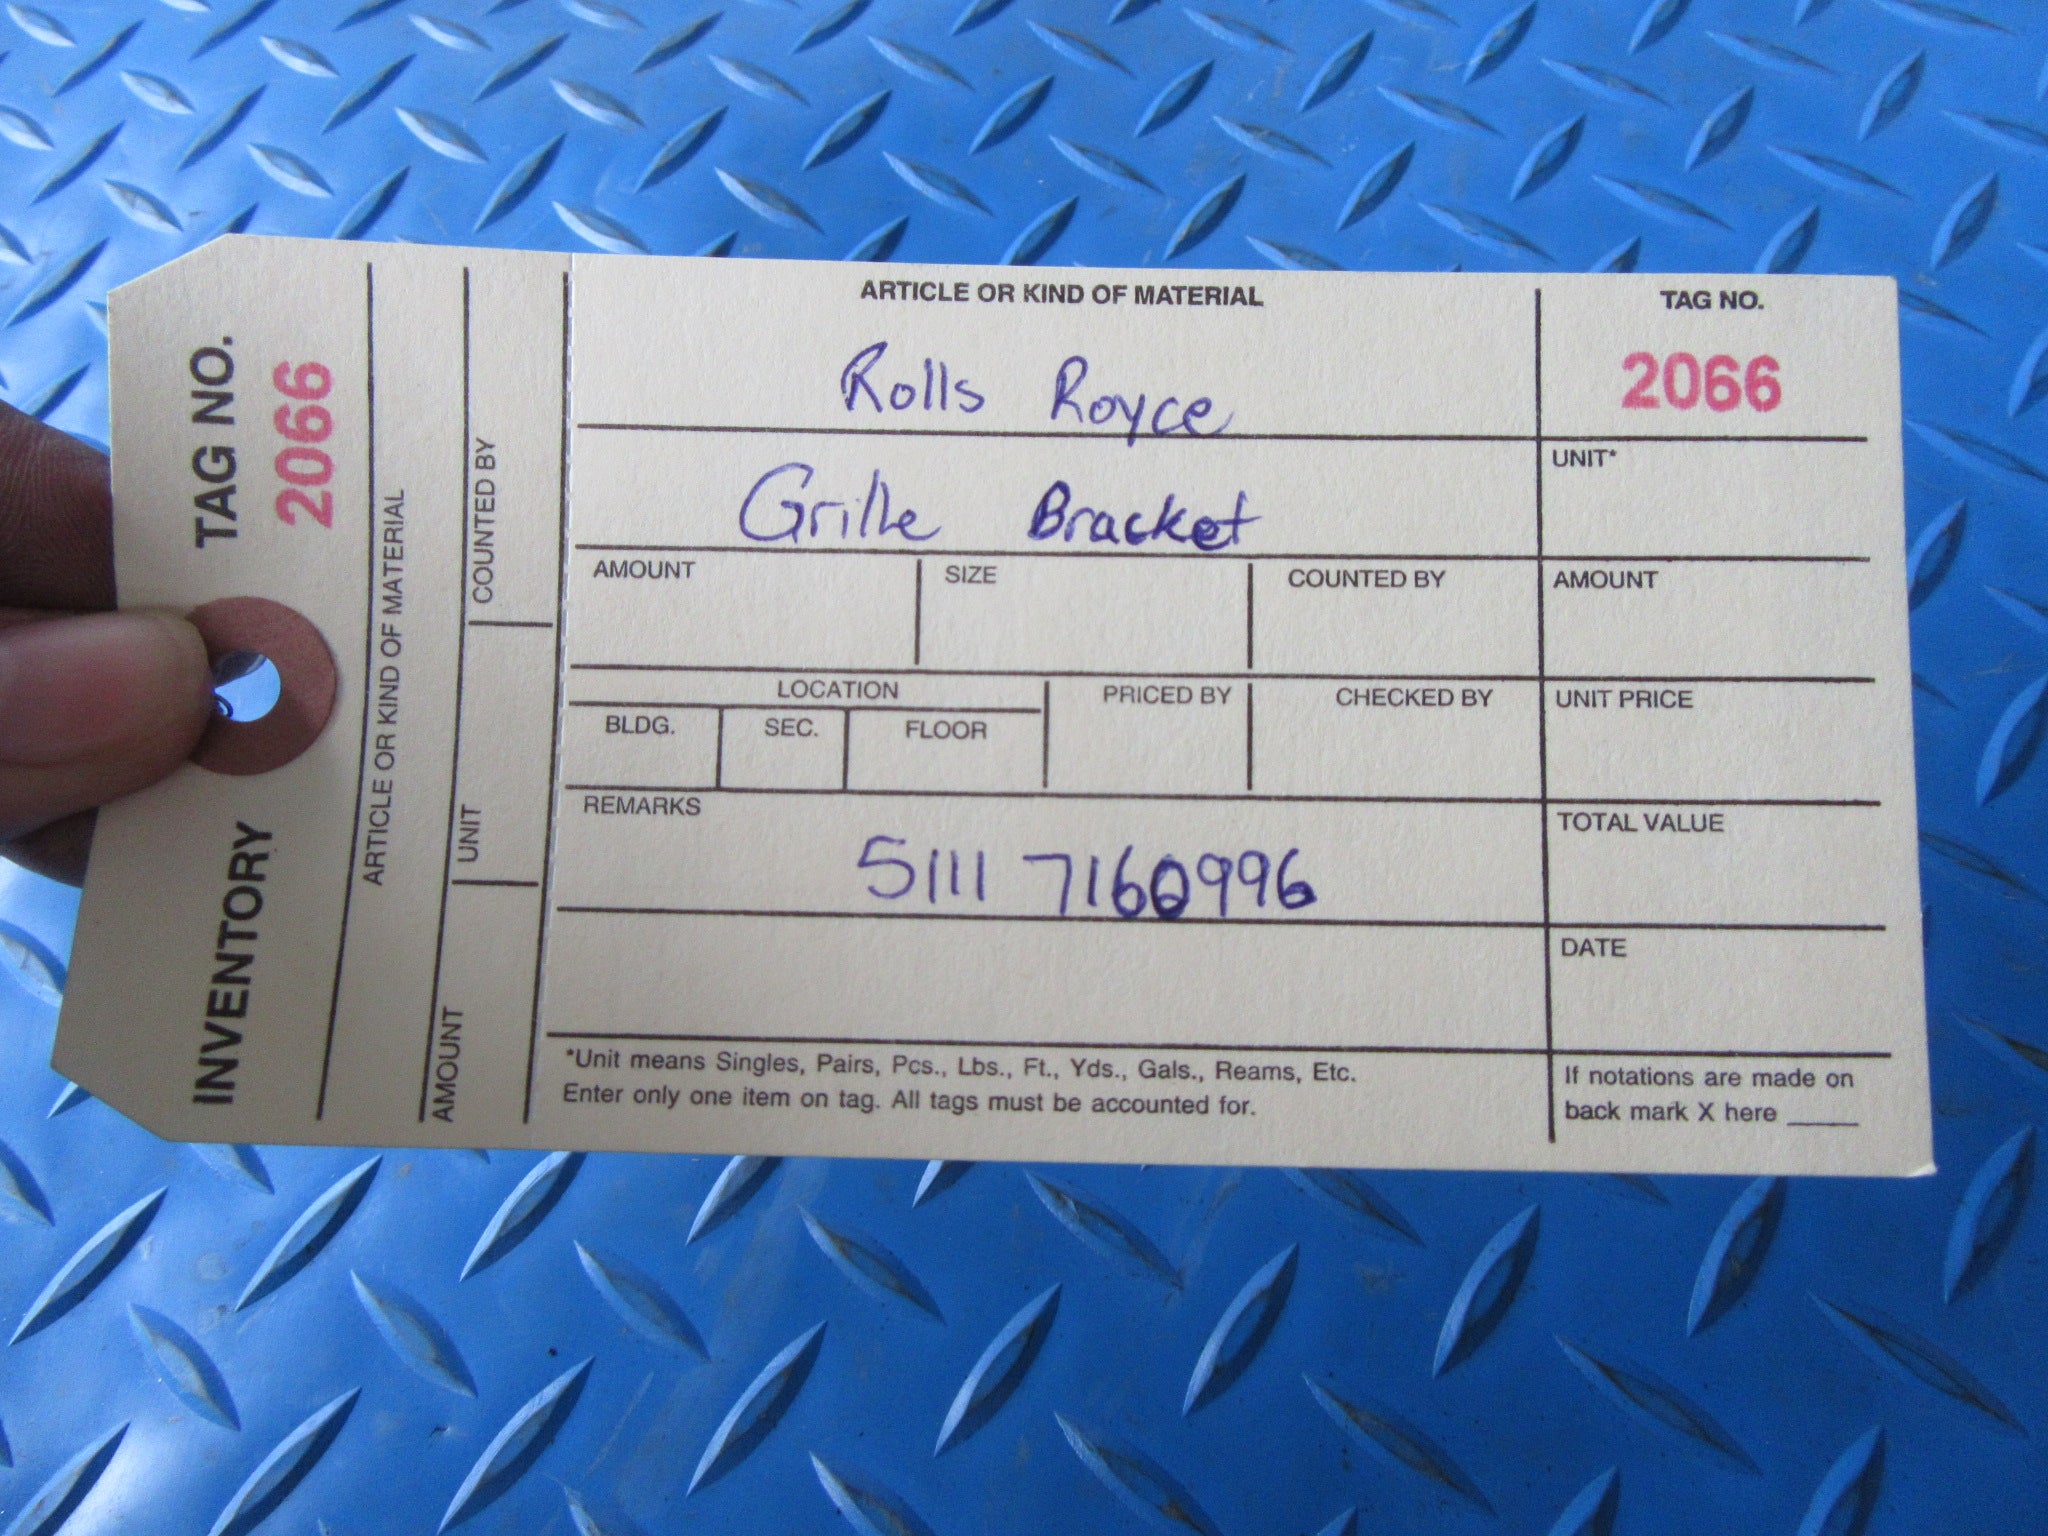 INVENTORY TAG NO.
2066
ARTICLE OR KIND OF MATERIAL
AMOUNT UNIT COUNTED BY
ARTICLE OR KIND OF MATERIAL
Rolls Royce
Grille Bracket
TAG NO.
2066
UNIT*
AMOUNT SIZE COUNTED BY AMOUNT
LOCATION PRICED BY CHECKED BY UNIT PRICE
BLDG. SEC. FLOOR
REMARKS TOTAL VALUE
5111 7160996
DATE
*Unit means Singles, Pairs, Pcs., Lbs., Ft., Yds., Gals., Reams, Etc.
Enter only one item on tag. All tags must be accounted for.
If notations are made on
back mark X here _____